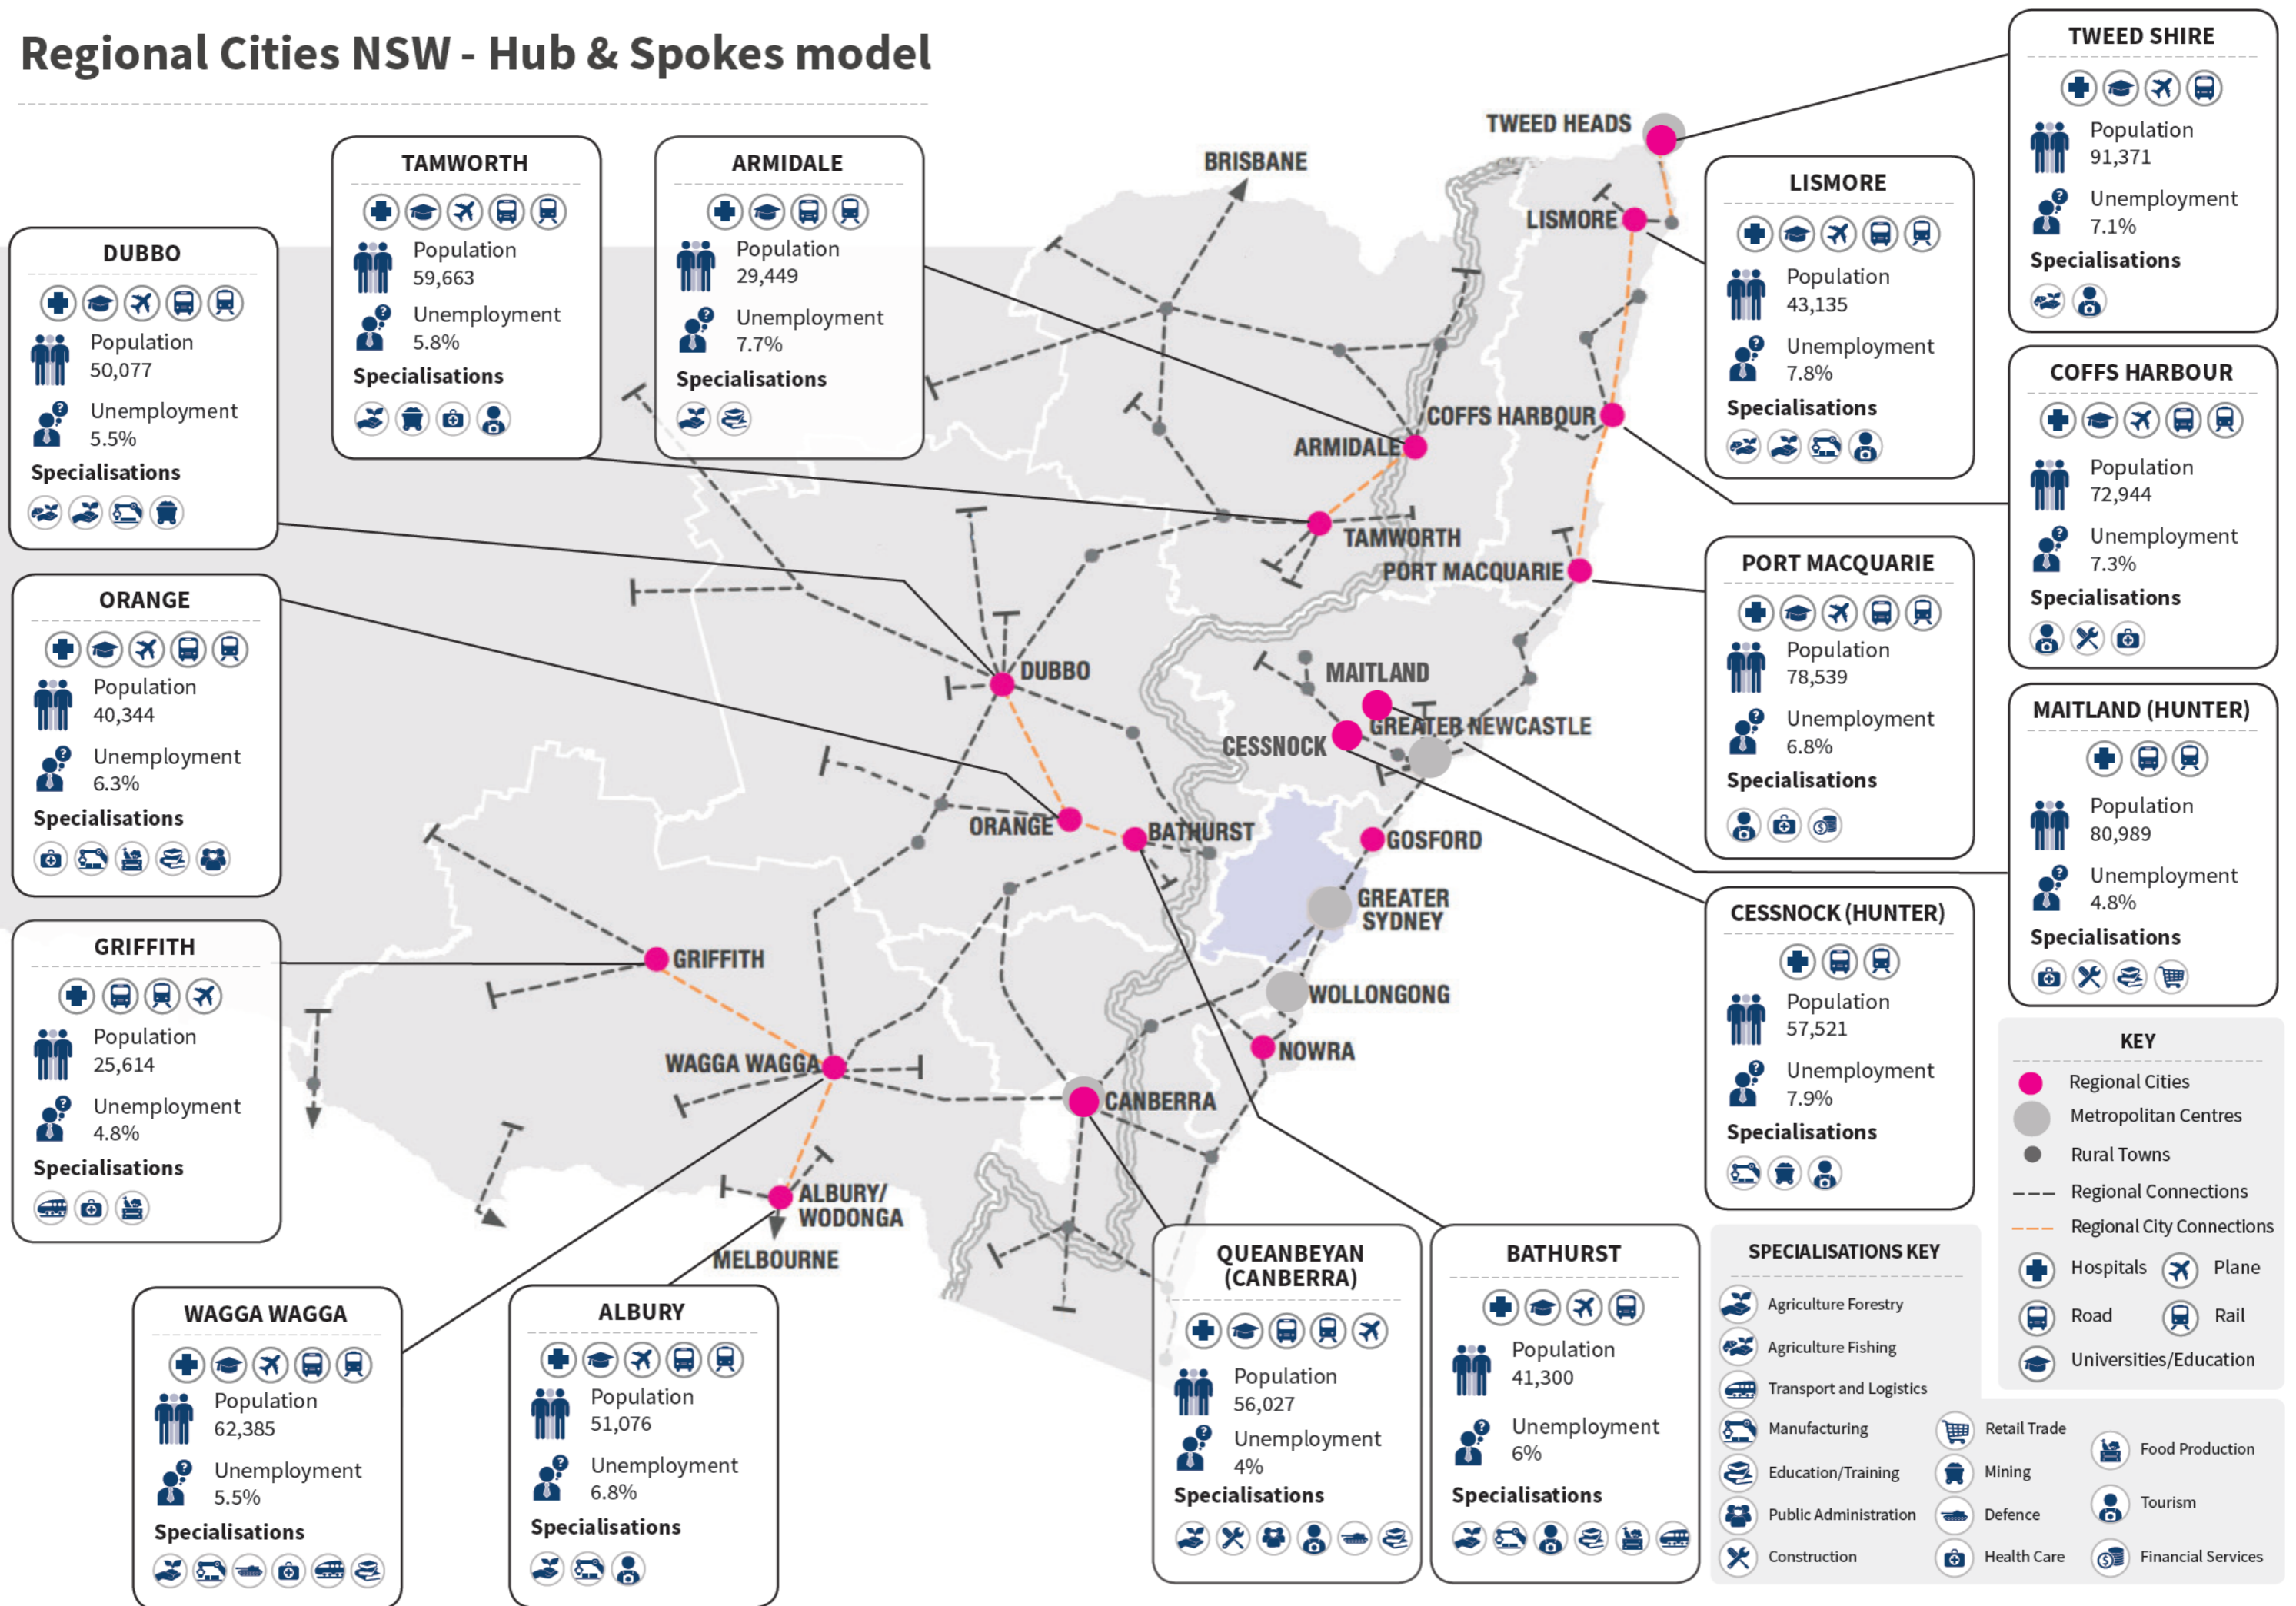 Regional Cities NSW - Hub & Spokes model
DUBBO
Population
50,077
Unemployment
5.5%
Specialisations
TAMWORTH
Population
59,663
Unemployment
5.8%
Specialisations
ARMIDALE
Population
29,449
Unemployment
7.7%
Specialisations
ORANGE
Population
40,344
Unemployment
6.3%
Specialisations
GRIFFITH
Population
25,614
Unemployment
4.8%
Specialisations
WAGGA WAGGA
Population
62,385
Unemployment
5.5%
Specialisations
ALBURY
Population
51,076
Unemployment
6.8%
Specialisations
BRISBANE
TWEED HEADS
LISMORE
COFFS HARBOUR
ARMIDALE
TAMWORTH
PORT MACQUARIE
DUBBO
MAITLAND
GREATER NEWCASTLE
CESSNOCK
ORANGE
BATHURST
GOSFORD
GREATER
SYDNEY
GRIFFITH
WOLLONGONG
WAGGA WAGGA
NOWRA
CANBERRA
ALBURY/
WODONGA
MELBOURNE
QUEANBEYAN
(CANBERRA)
Population
56,027
Unemployment
4%
Specialisations
BATHURST
Population
41,300
Unemployment
6%
Specialisations
TWEED SHIRE
Population
91,371
Unemployment
7.1%
Specialisations
LISMORE
Population
43,135
Unemployment
7.8%
Specialisations
COFFS HARBOUR
Population
72,944
Unemployment
7.3%
Specialisations
PORT MACQUARIE
Population
78,539
Unemployment
6.8%
Specialisations
MAITLAND (HUNTER)
Population
80,989
Unemployment
4.8%
Specialisations
CESSNOCK (HUNTER)
Population
57,521
Unemployment
7.9%
Specialisations
KEY
Regional Cities
Metropolitan Centres
Rural Towns
Regional Connections
Regional City Connections
Hospitals
Plane
Road
Rail
Universities/Education
SPECIALISATIONS KEY
Agriculture Forestry
Agriculture Fishing
Transport and Logistics
Manufacturing
Education/Training
Public Administration
Construction
Retail Trade
Mining
Defence
Health Care
Food Production
Tourism
Financial Services